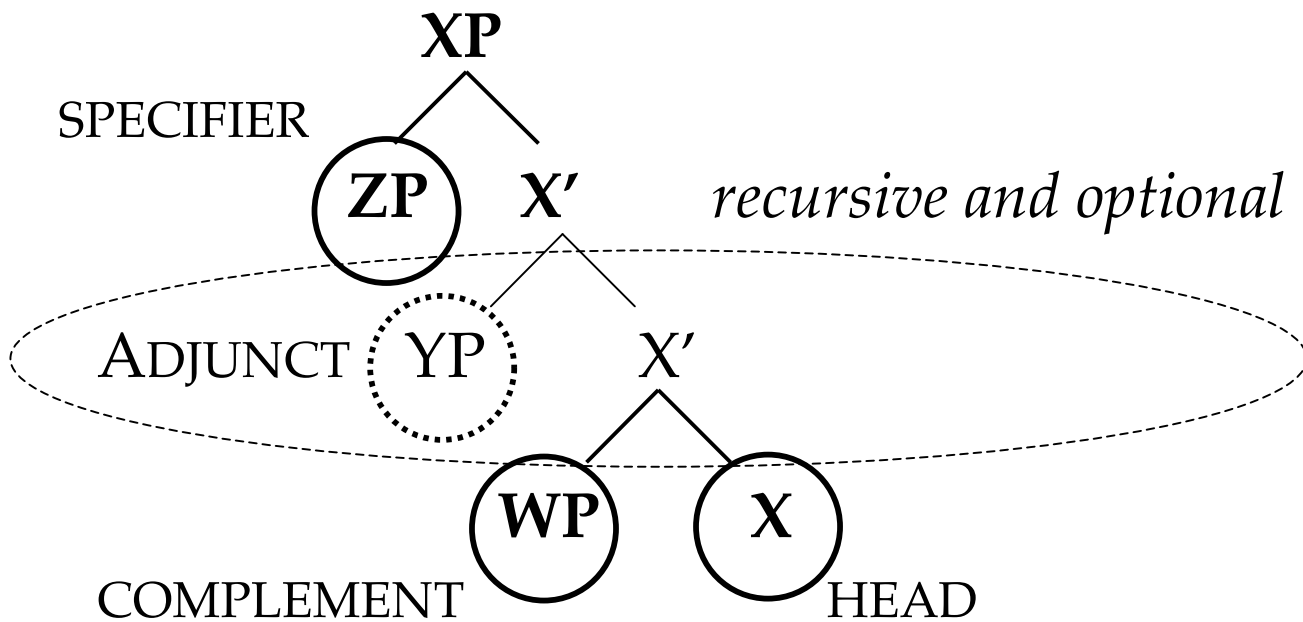 XP
SPECIFIER
ZP X′ recursive and optional
ADJUNCT YP X′
WP X
COMPLEMENT HEAD